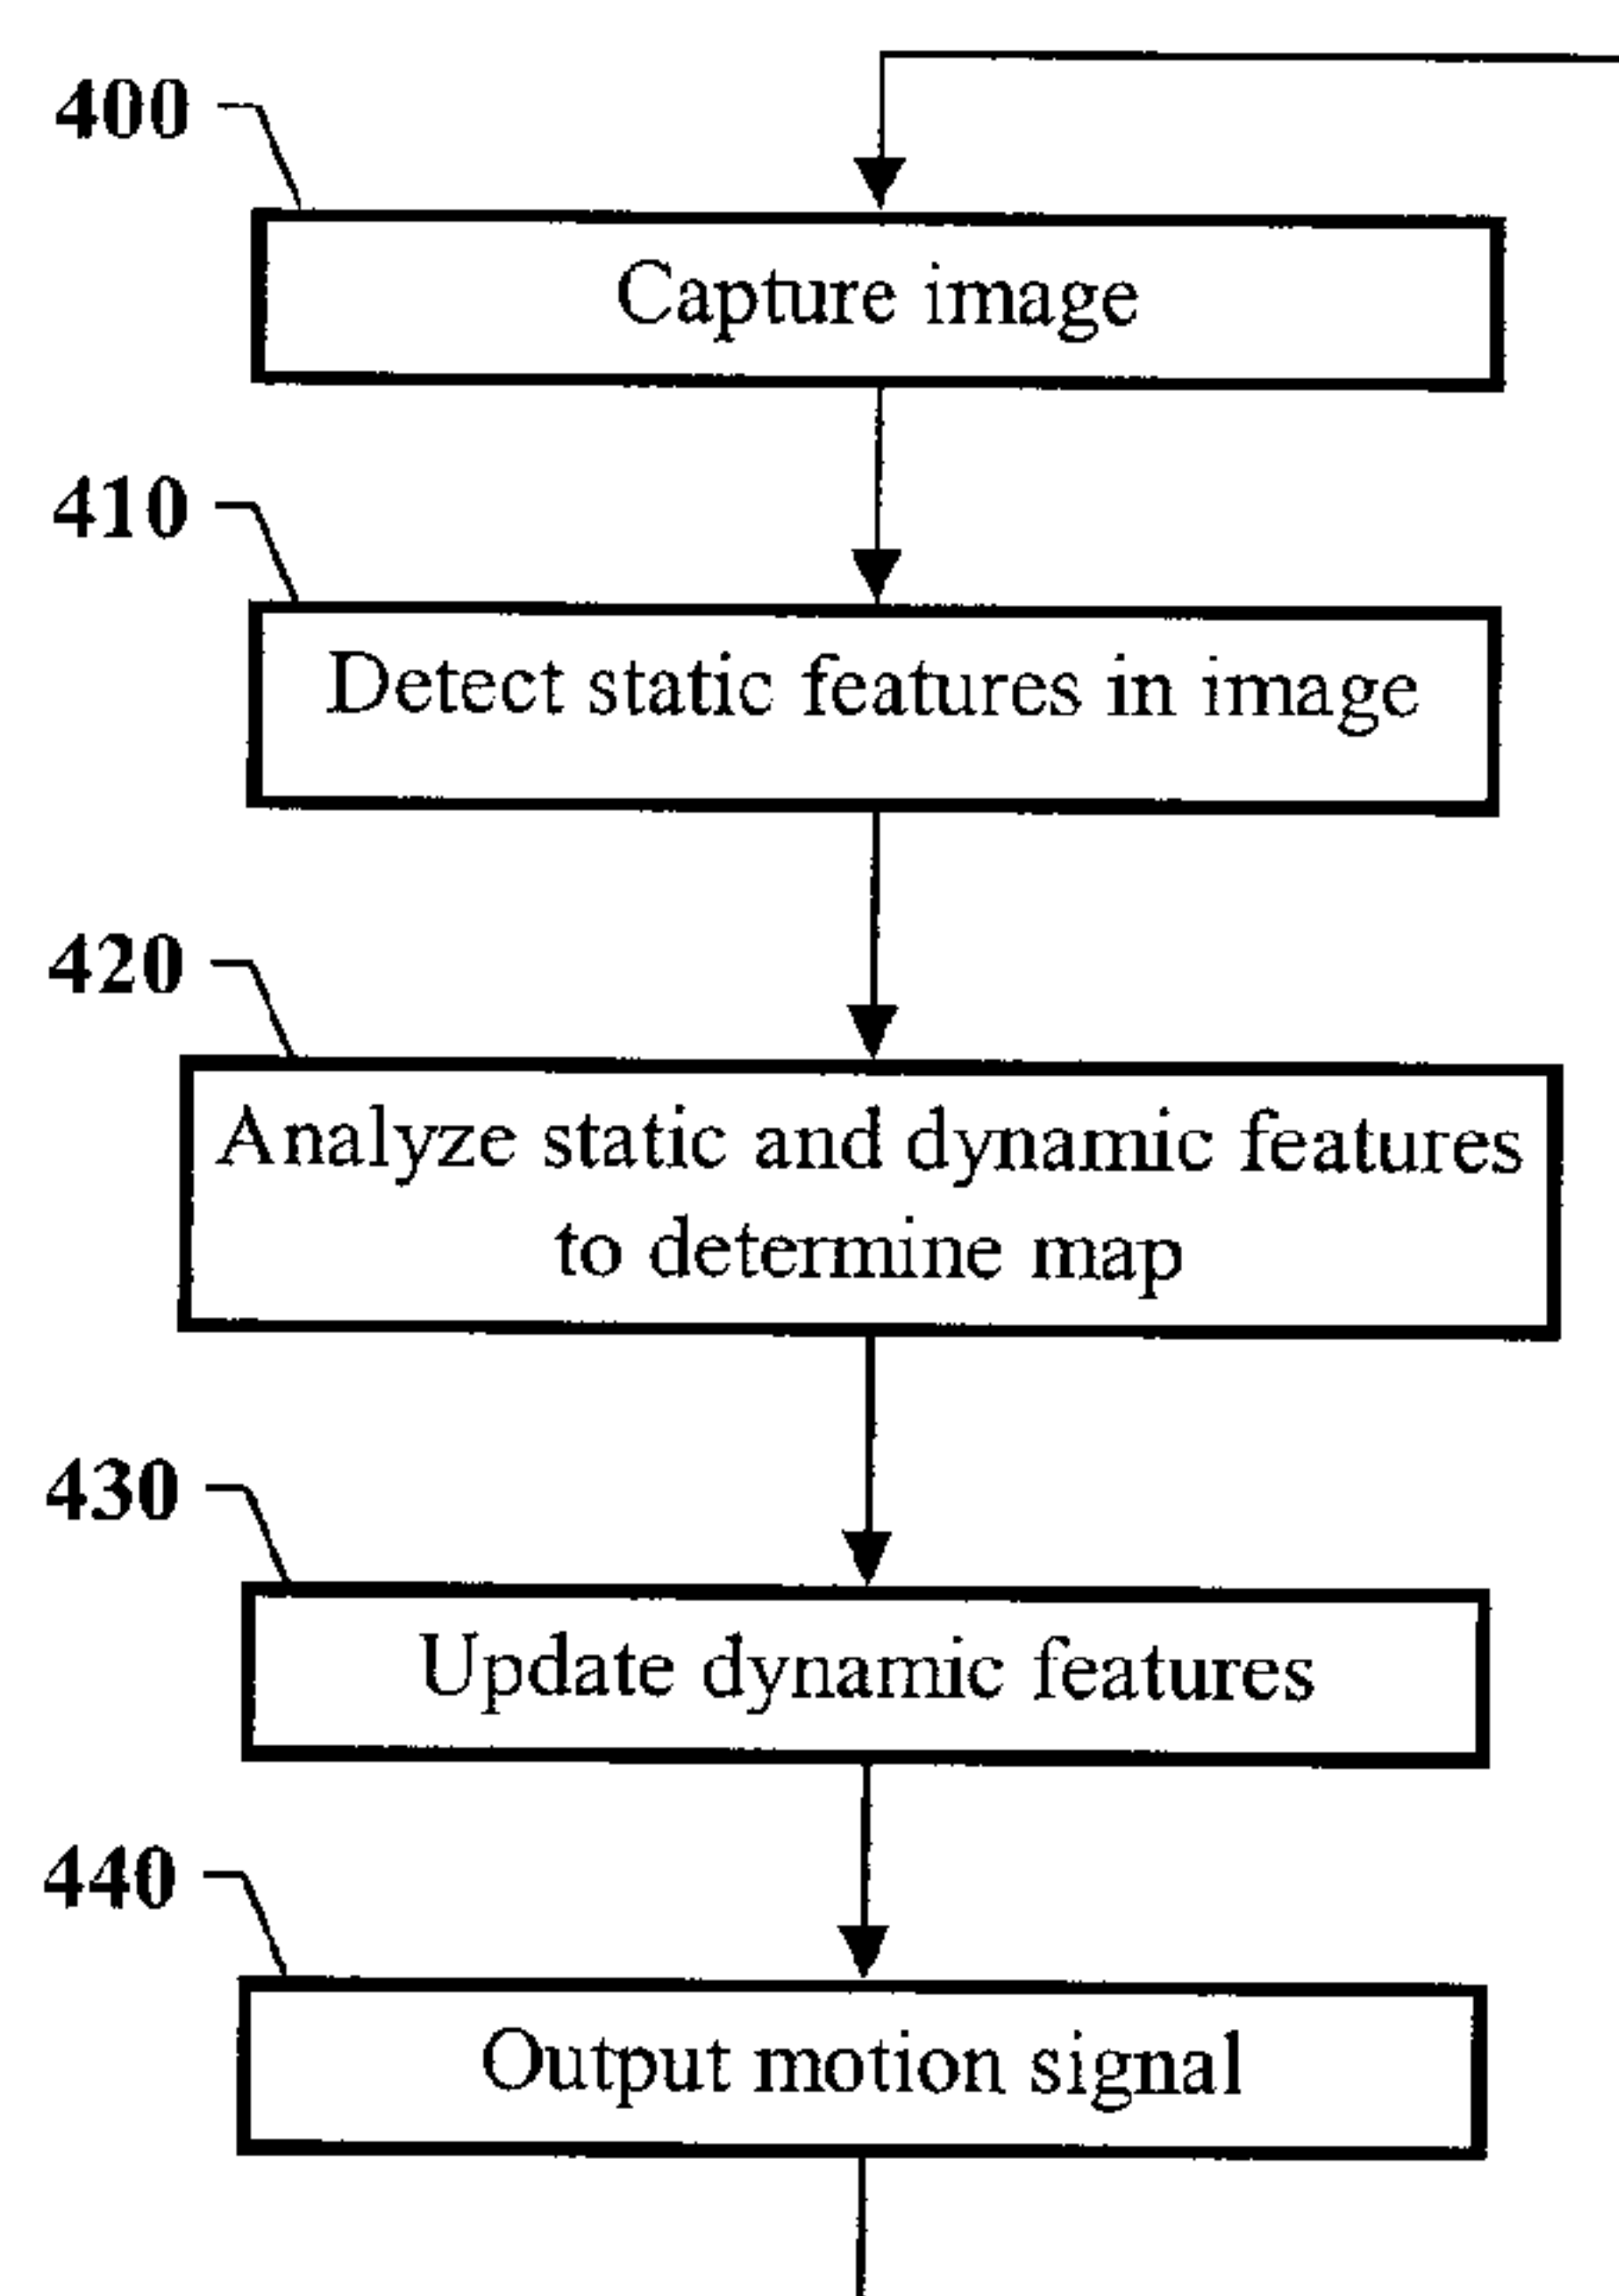 400
Capture image
410
Detect static features in image
420
Analyze static and dynamic features
to determine map
430
Update dynamic features
440
Output motion signal